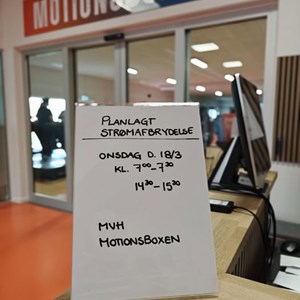 MOTIONS
PLANLAGT
STRØMAFBRYDELSE
ONSDAG D. 18/3
KL. 7⁰⁰-7³⁰
14³⁰-15³⁰
MVH
MOTIONSBOXEN